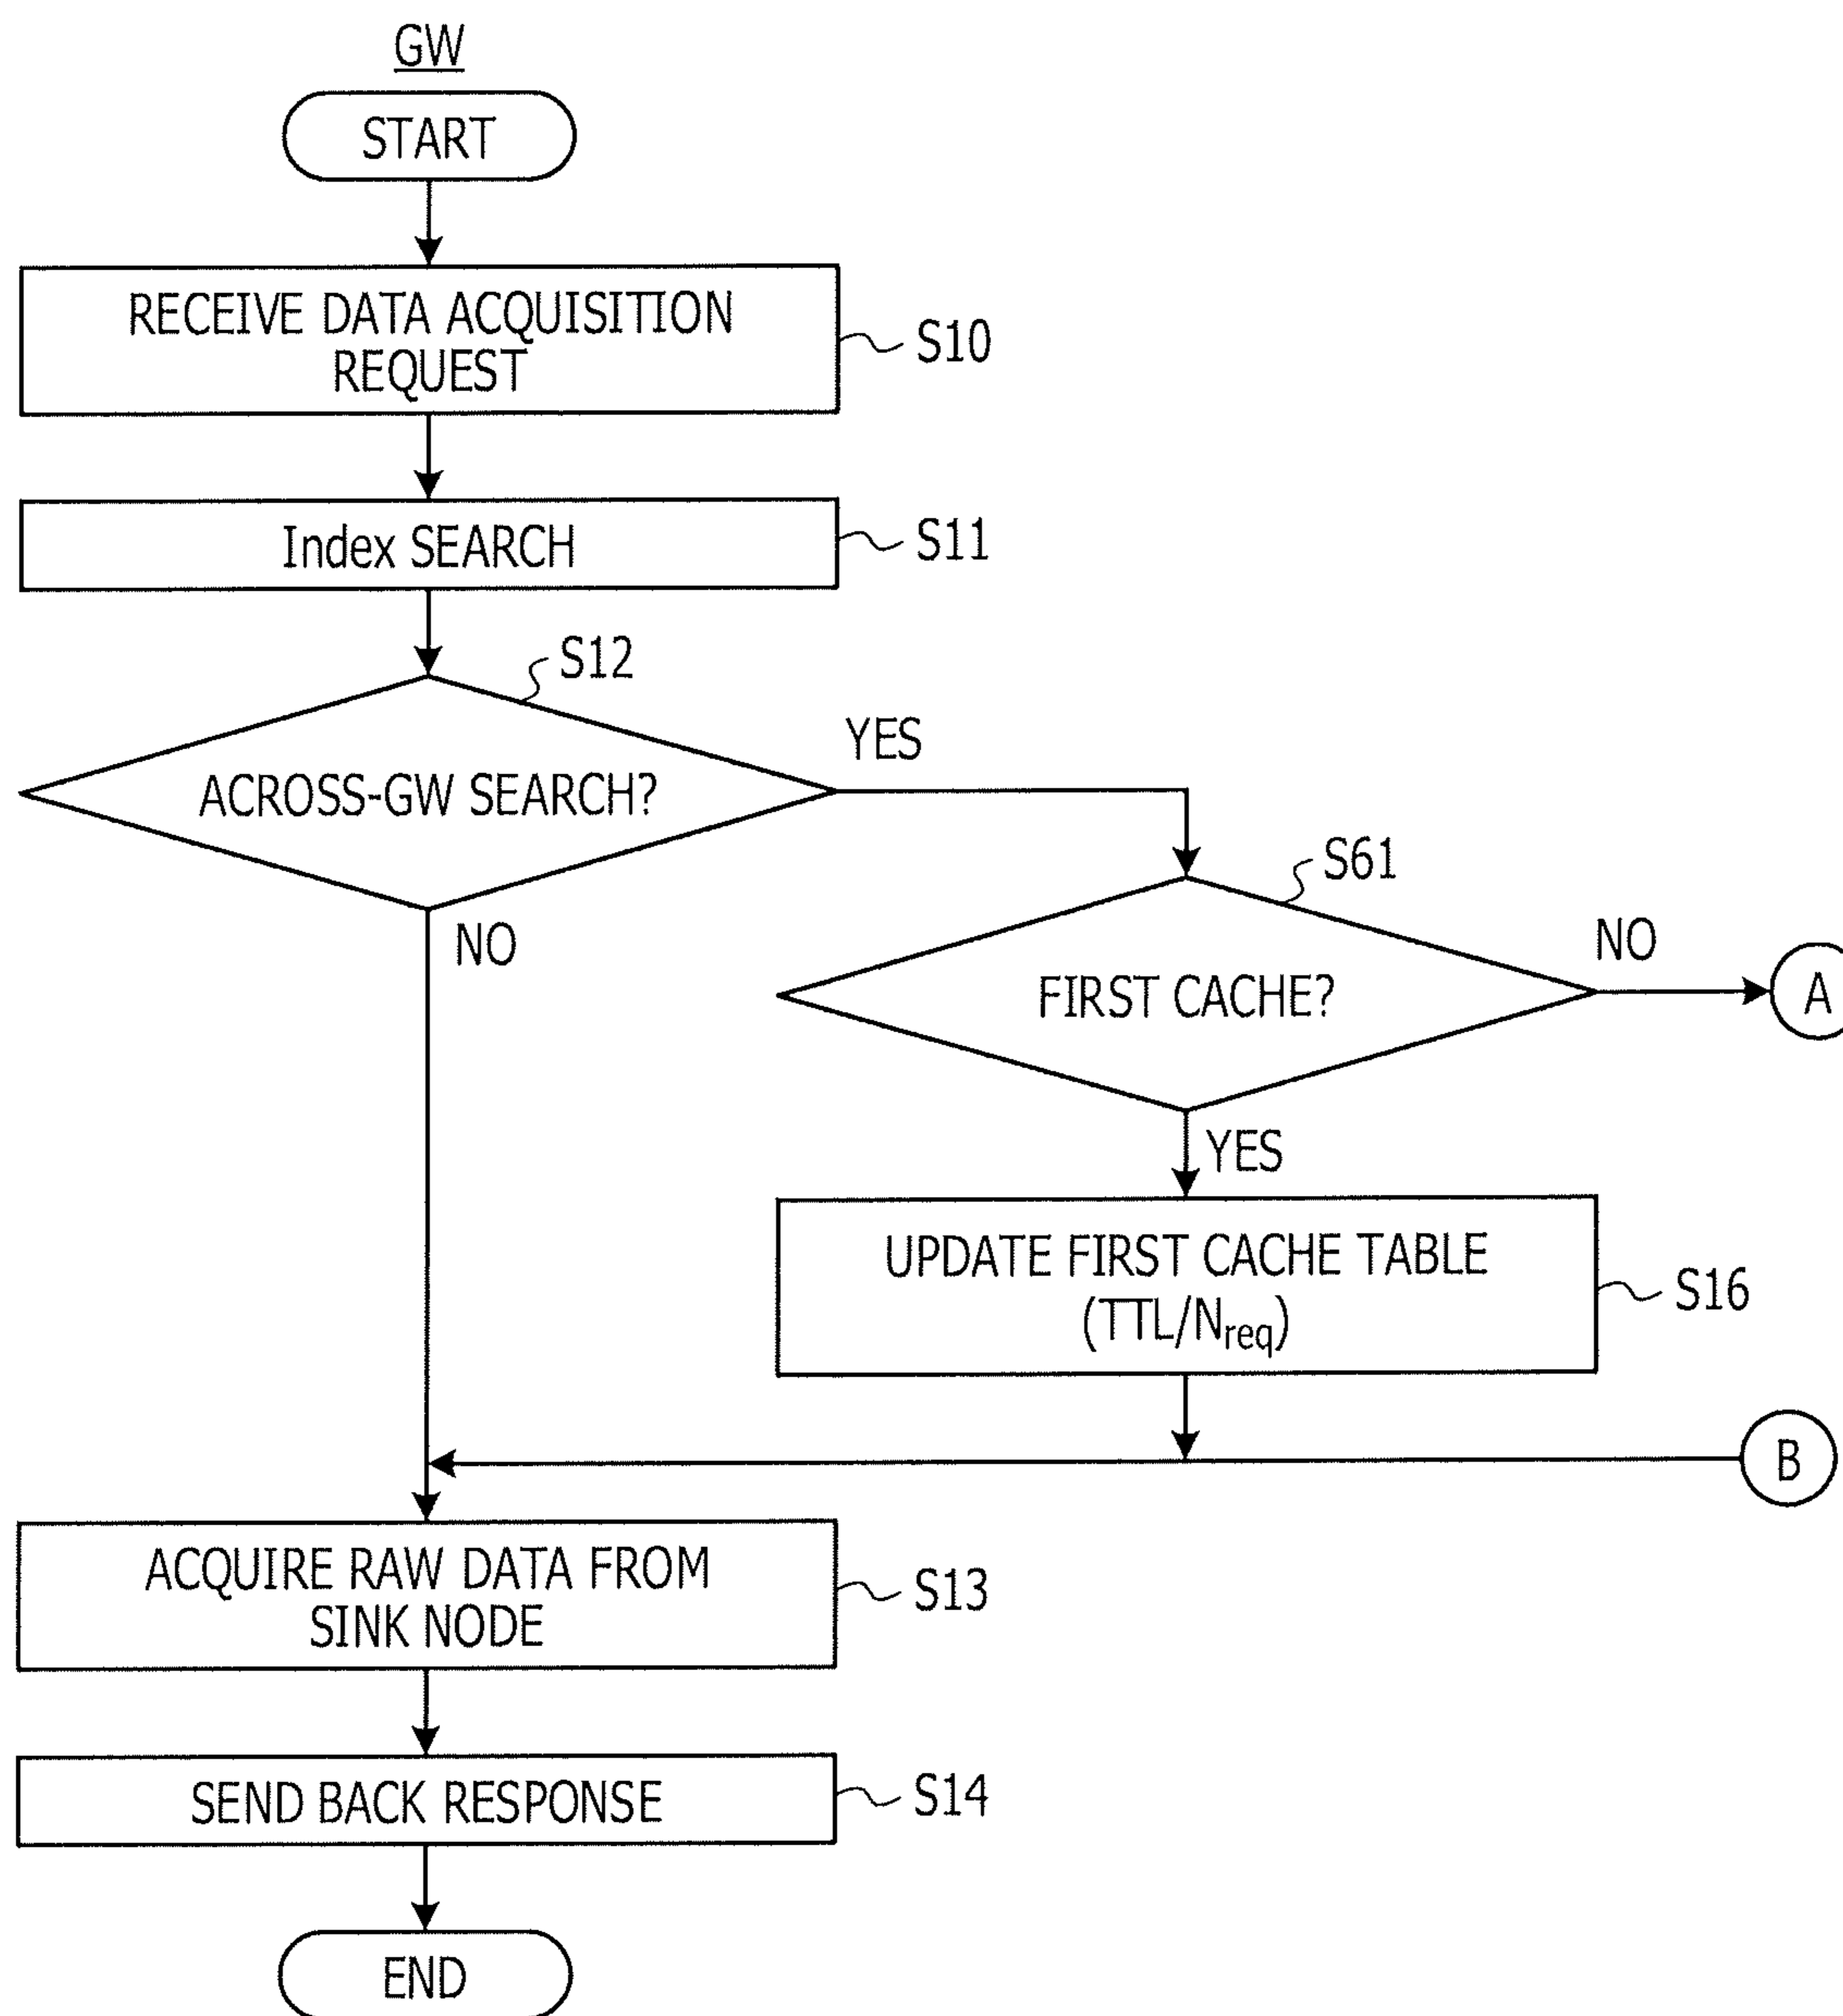 GW
START
RECEIVE DATA ACQUISITION
REQUEST
S10
Index SEARCH
S11
S12
ACROSS-GW SEARCH?
YES
NO
S61
FIRST CACHE?
NO
A
YES
UPDATE FIRST CACHE TABLE
(TTL/Nreq)
S16
B
ACQUIRE RAW DATA FROM
SINK NODE
S13
SEND BACK RESPONSE
S14
END